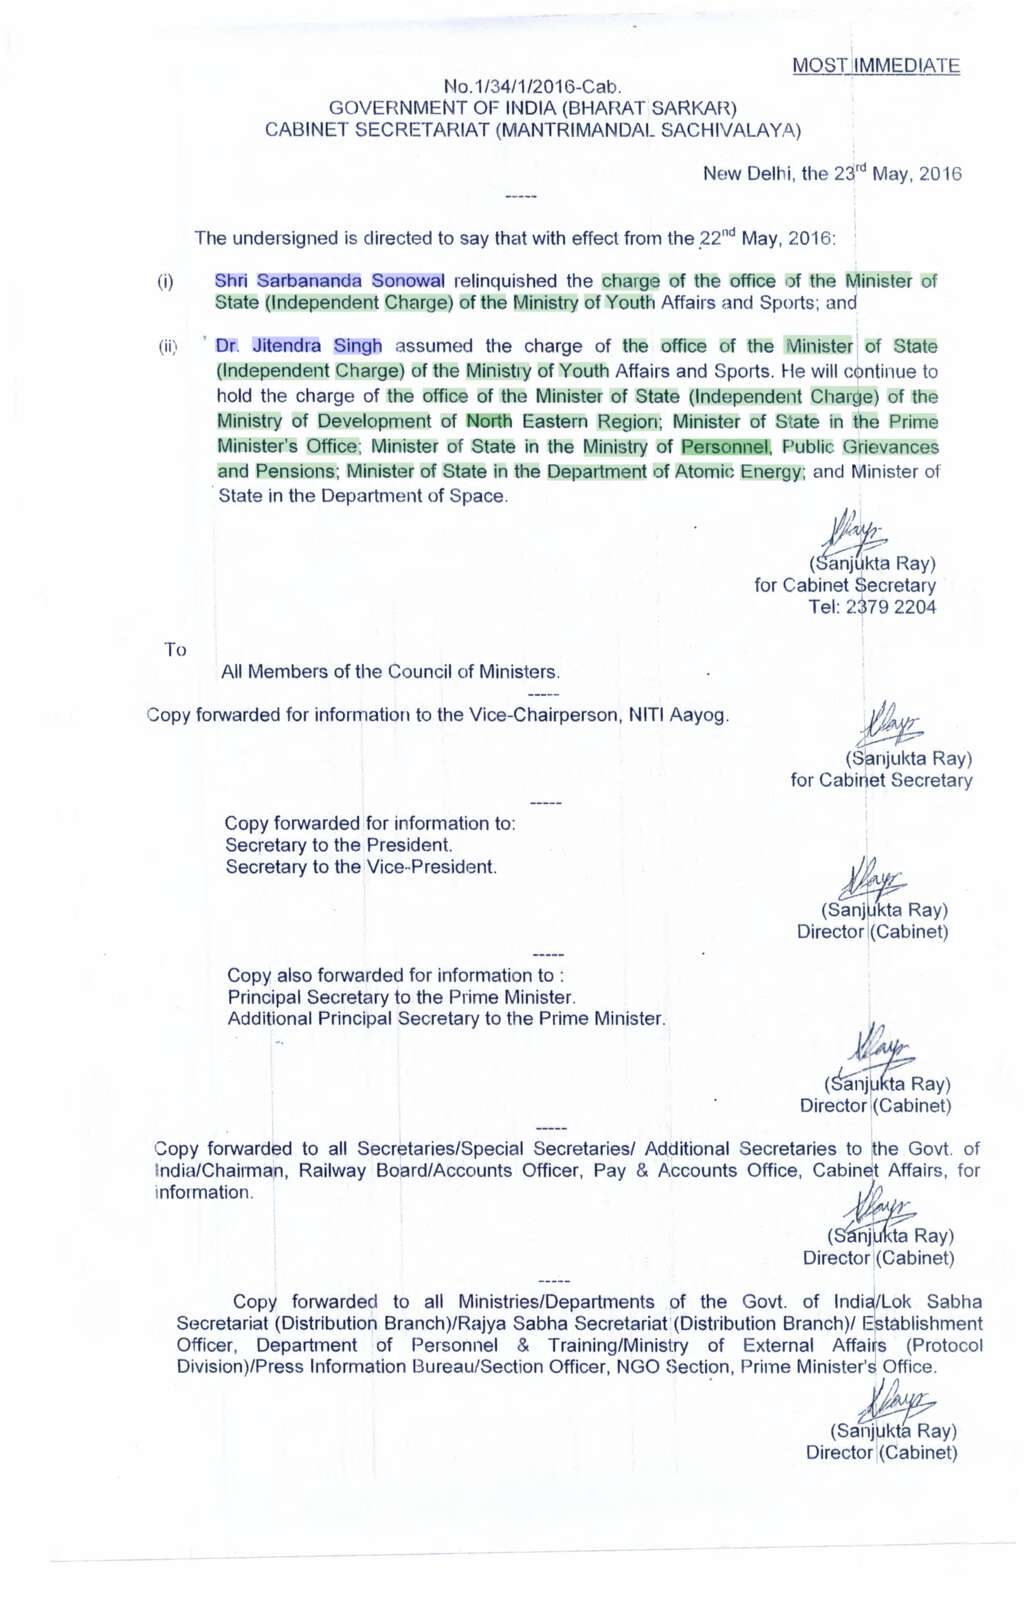 MOST IMMEDIATE
No.1/34/1/2016-Cab.
GOVERNMENT OF INDIA (BHARAT SARKAR)
CABINET SECRETARIAT (MANTRIMANDAL SACHIVALAYA)
New Delhi, the 23rd May, 2016
-----
The undersigned is directed to say that with effect from the 22nd May, 2016:
(i) Shri Sarbananda Sonowal relinquished the charge of the office of the Minister of
State (Independent Charge) of the Ministry of Youth Affairs and Sports; and
(ii) Dr. Jitendra Singh assumed the charge of the office of the Minister of State
(Independent Charge) of the Ministry of Youth Affairs and Sports. He will continue to
hold the charge of the office of the Minister of State (Independent Charge) of the
Ministry of Development of North Eastern Region; Minister of State in the Prime
Minister's Office; Minister of State in the Ministry of Personnel, Public Grievances
and Pensions; Minister of State in the Department of Atomic Energy; and Minister of
State in the Department of Space.
(Sanjukta Ray)
for Cabinet Secretary
Tel: 2379 2204
To
All Members of the Council of Ministers.
-----
Copy forwarded for information to the Vice-Chairperson, NITI Aayog.
(Sanjukta Ray)
for Cabinet Secretary
-----
Copy forwarded for information to:
Secretary to the President.
Secretary to the Vice-President.
(Sanjukta Ray)
Director (Cabinet)
-----
Copy also forwarded for information to :
Principal Secretary to the Prime Minister.
Additional Principal Secretary to the Prime Minister.
(Sanjukta Ray)
Director (Cabinet)
-----
Copy forwarded to all Secretaries/Special Secretaries/ Additional Secretaries to the Govt. of
India/Chairman, Railway Board/Accounts Officer, Pay & Accounts Office, Cabinet Affairs, for
information.
(Sanjukta Ray)
Director (Cabinet)
-----
Copy forwarded to all Ministries/Departments of the Govt. of India/Lok Sabha
Secretariat (Distribution Branch)/Rajya Sabha Secretariat (Distribution Branch)/ Establishment
Officer, Department of Personnel & Training/Ministry of External Affairs (Protocol
Division)/Press Information Bureau/Section Officer, NGO Section, Prime Minister's Office.
(Sanjukta Ray)
Director (Cabinet)